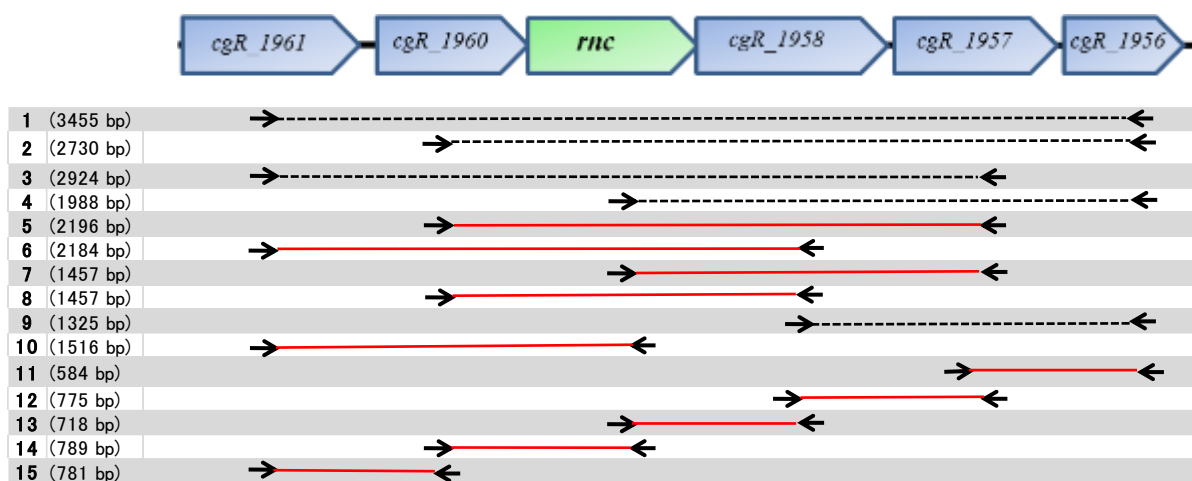 cgR_1961 cgR_1960 rnc cgR_1958 cgR_1957 cgR_1956
1 (3455 bp)
2 (2730 bp)
3 (2924 bp)
4 (1988 bp)
5 (2196 bp)
6 (2184 bp)
7 (1457 bp)
8 (1457 bp)
9 (1325 bp)
10 (1516 bp)
11 (584 bp)
12 (775 bp)
13 (718 bp)
14 (789 bp)
15 (781 bp)